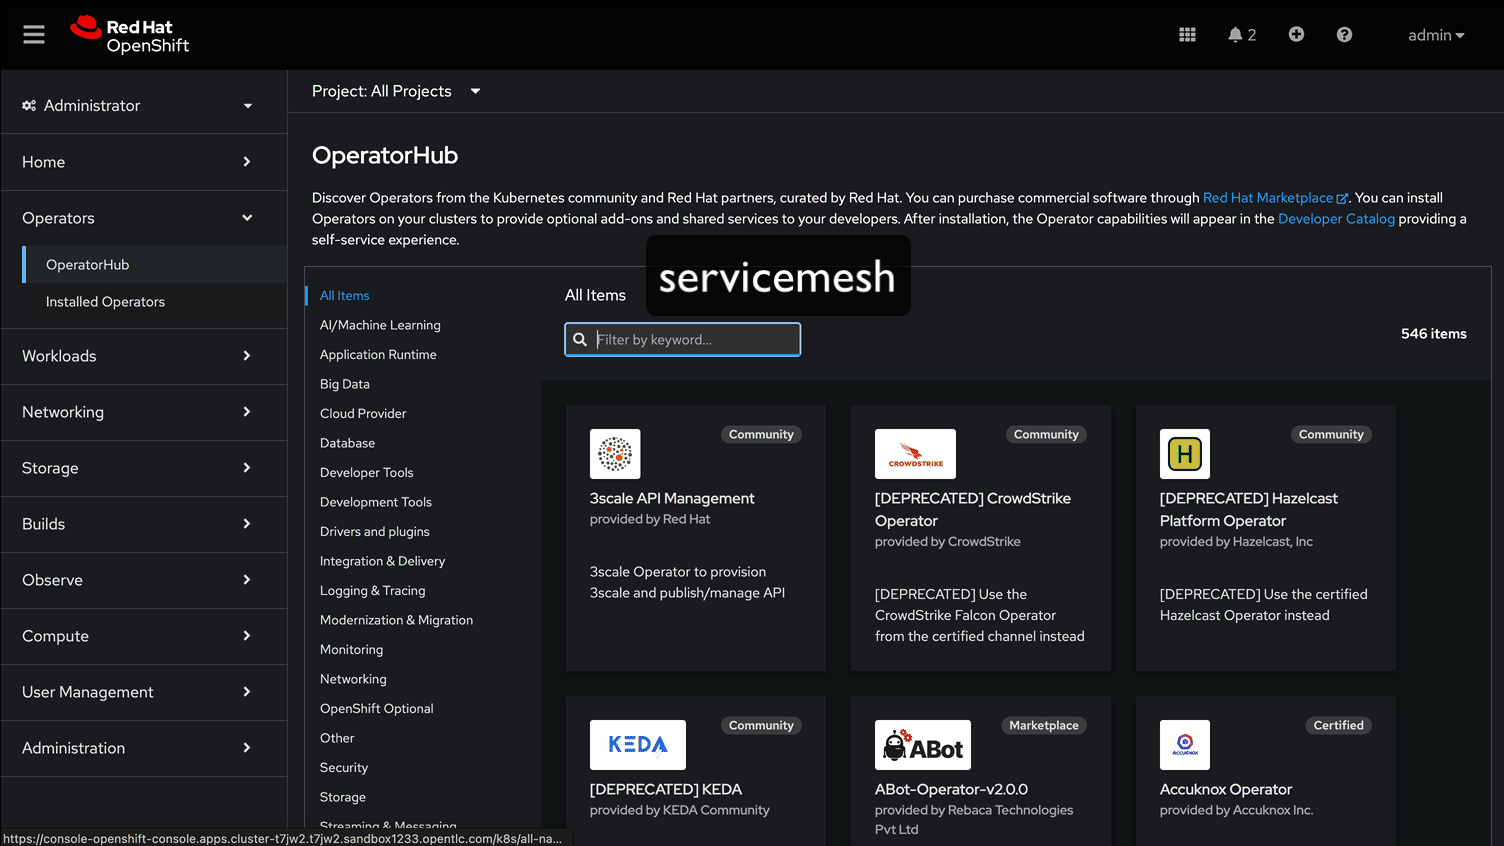 Red Hat
OpenShift
2
admin
Administrator
Home
Operators
OperatorHub
Installed Operators
Workloads
Networking
Storage
Builds
Observe
Compute
User Management
Administration
Project: All Projects
OperatorHub
Discover Operators from the Kubernetes community and Red Hat partners, curated by Red Hat. You can purchase commercial software through Red Hat Marketplace. You can install
Operators on your clusters to provide optional add-ons and shared services to your developers. After installation, the Operator capabilities will appear in the Developer Catalog providing a
self-service experience.
servicemesh
All Items
AI/Machine Learning
Application Runtime
Big Data
Cloud Provider
Database
Developer Tools
Development Tools
Drivers and plugins
Integration & Delivery
Logging & Tracing
Modernization & Migration
Monitoring
Networking
OpenShift Optional
Other
Security
Storage
Streaming & Messaging
All Items
Filter by keyword...
546 items
Community
3scale API Management
provided by Red Hat
3scale Operator to provision
3scale and publish/manage API
Community
CROWDSTRIKE
[DEPRECATED] CrowdStrike
Operator
provided by CrowdStrike
[DEPRECATED] Use the
CrowdStrike Falcon Operator
from the certified channel instead
Community
H
[DEPRECATED] Hazelcast
Platform Operator
provided by Hazelcast, Inc
[DEPRECATED] Use the certified
Hazelcast Operator instead
Community
KEDA
[DEPRECATED] KEDA
provided by KEDA Community
Marketplace
ABot
ABot-Operator-v2.0.0
provided by Rebaca Technologies
Pvt Ltd
Certified
ACCUKNOX
Accuknox Operator
provided by Accuknox Inc.
https://console-openshift-console.apps.cluster-t7jw2.t7jw2.sandbox1233.opentlc.com/k8s/all-na...